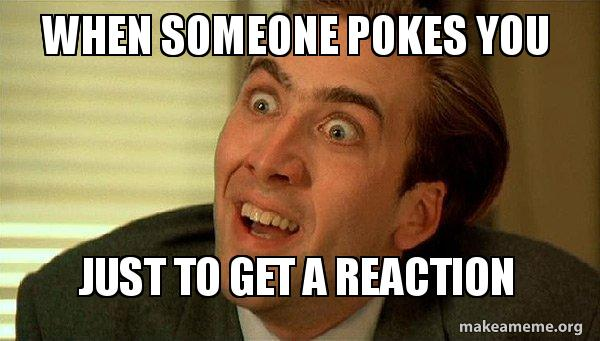 WHEN SOMEONE POKES YOU
JUST TO GET A REACTION
makeameme.org